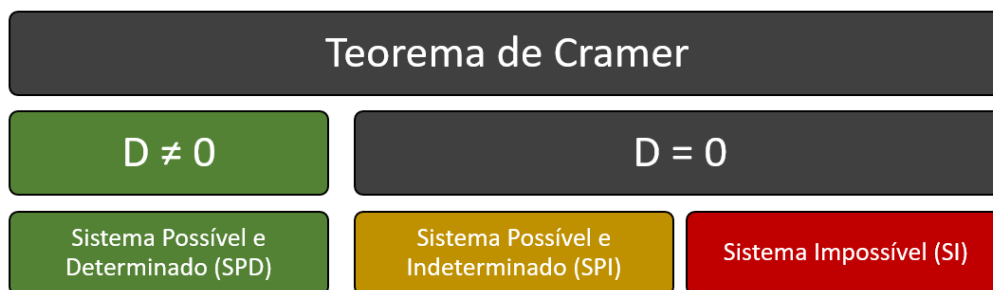 Teorema de Cramer
D ≠ 0
D = 0
Sistema Possível e
Determinado (SPD)
Sistema Possível e
Indeterminado (SPI)
Sistema Impossível (SI)